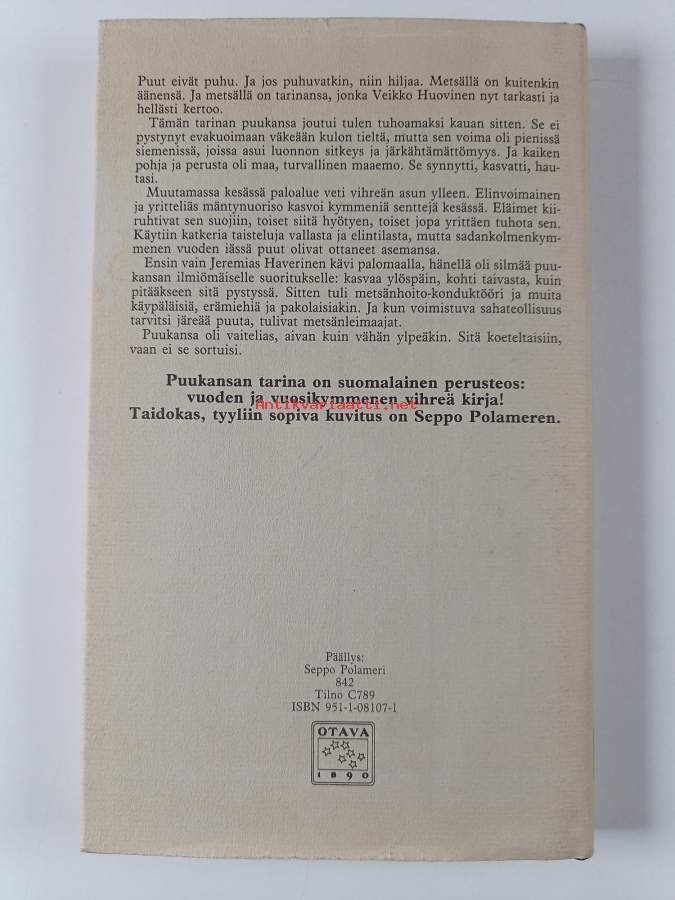 Puut eivät puhu. Ja jos puhuvatkin, niin hiljaa. Metsällä on kuitenkin
äänensä. Ja metsällä on tarinansa, jonka Veikko Huovinen nyt tarkasti ja
hellästi kertoo.
Tämän tarinan puukansa joutui tulen tuhoamaksi kauan sitten. Se ei
pystynyt evakuoimaan väkeään kulon tieltä, mutta sen voima oli pienissä
siemenissä, joissa asui luonnon sitkeys ja järkähtämättömyys. Ja kaiken
pohja ja perusta oli maa, turvallinen maaemo. Se synnytti, kasvatti, hau-
tasi.
Muutamassa kesässä paloalue veti vihreän asun ylleen. Elinvoimainen
ja yritteliäs mäntynuoriso kasvoi kymmeniä senttejä kesässä. Eläimet kii-
ruhtivat sen suojiin, toiset siitä hyötyen, toiset jopa yrittäen tuhota sen.
Käytiin katkeria taisteluja vallasta ja elintilasta, mutta sadankolmenkym-
menen vuoden iässä puut olivat ottaneet asemansa.
Ensin vain Jeremias Haverinen kävi palomaalla, hänellä oli silmää puu-
kansan ilmiömäiselle suoritukselle: kasvaa ylöspäin, kohti taivasta, kuin
pitääkseen sitä pystyssä. Sitten tuli metsänhoito-konduktööri ja muita
käypäläisiä, erämiehiä ja pakolaisiakin. Ja kun voimistuva sahateollisuus
tarvitsi järeää puuta, tulivat metsänleimaajat.
Puukansa oli vaitelias, aivan kuin vähän ylpeäkin. Sitä koeteltaisiin,
vaan ei se sortuisi.
Puukansan tarina on suomalainen perusteos:
vuoden ja vuosikymmenen vihreä kirja!
Antikvariaatti.net
Taidokas, tyyliin sopiva kuvitus on Seppo Polameren.
Päällys:
Seppo Polameri
842
Tilno C789
ISBN 951-1-08107-1
OTAVA
1890